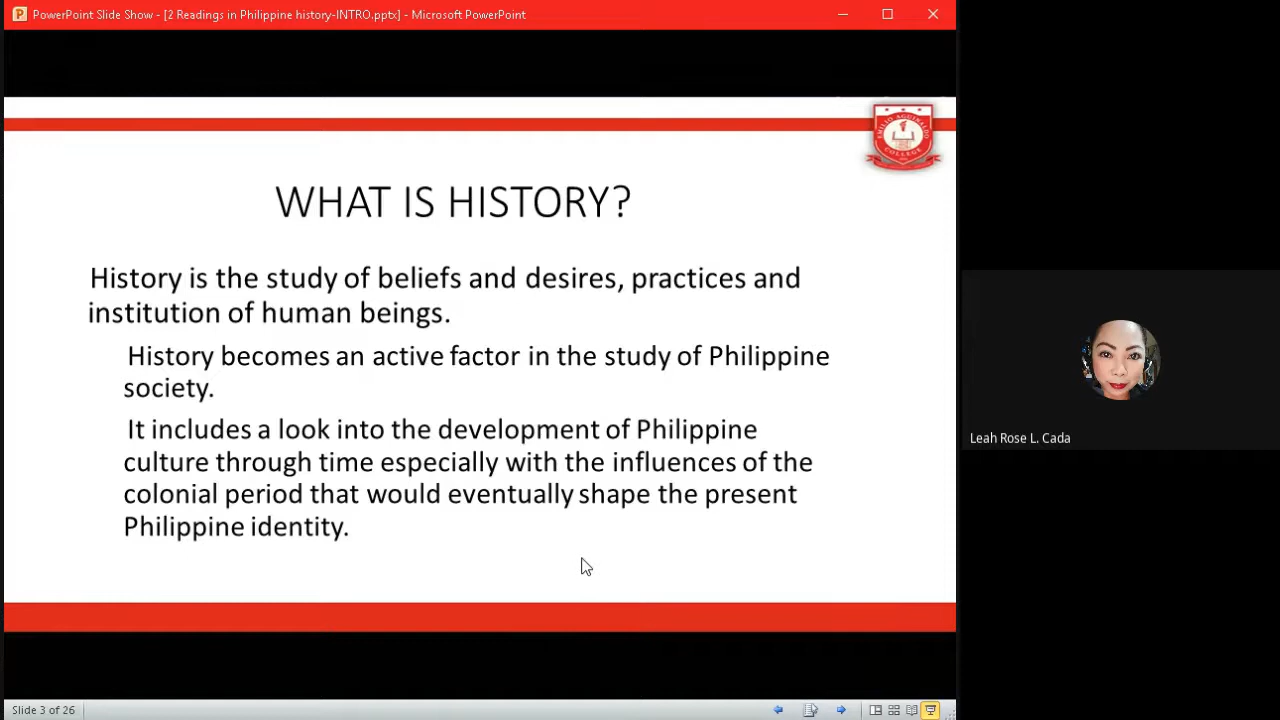 PowerPoint Slide Show - [2 Readings in Philippine history-INTRO.pptx] - Microsoft PowerPoint
EMILIO AGUINALDO
COLLEGE
WHAT IS HISTORY?
History is the study of beliefs and desires, practices and
institution of human beings.
History becomes an active factor in the study of Philippine
society.
It includes a look into the development of Philippine
culture through time especially with the influences of the
colonial period that would eventually shape the present
Philippine identity.
Leah Rose L. Cada
Slide 3 of 26